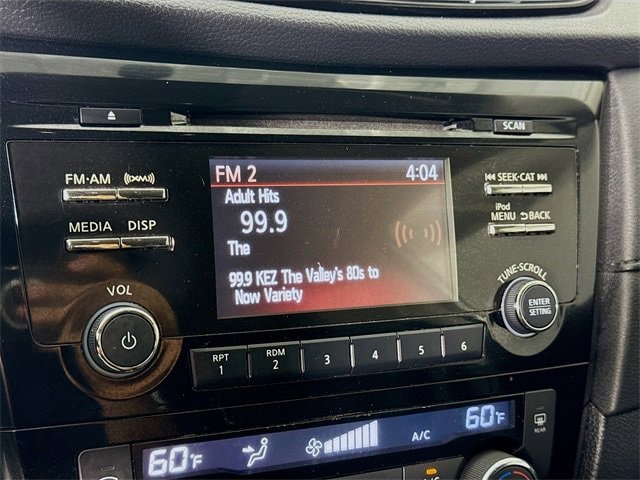 SCAN
FM·AM ((XM))
MEDIA DISP
VOL
FM 2 4:04
Adult Hits
99.9
The
99.9 KEZ The Valley's 80s to
Now Variety
SEEK·CAT
iPod
MENU BACK
TUNE·SCROLL
ENTER
SETTING
RPT
1
RDM
2
3
4
5
6
60°F A/C 60°F
REAR